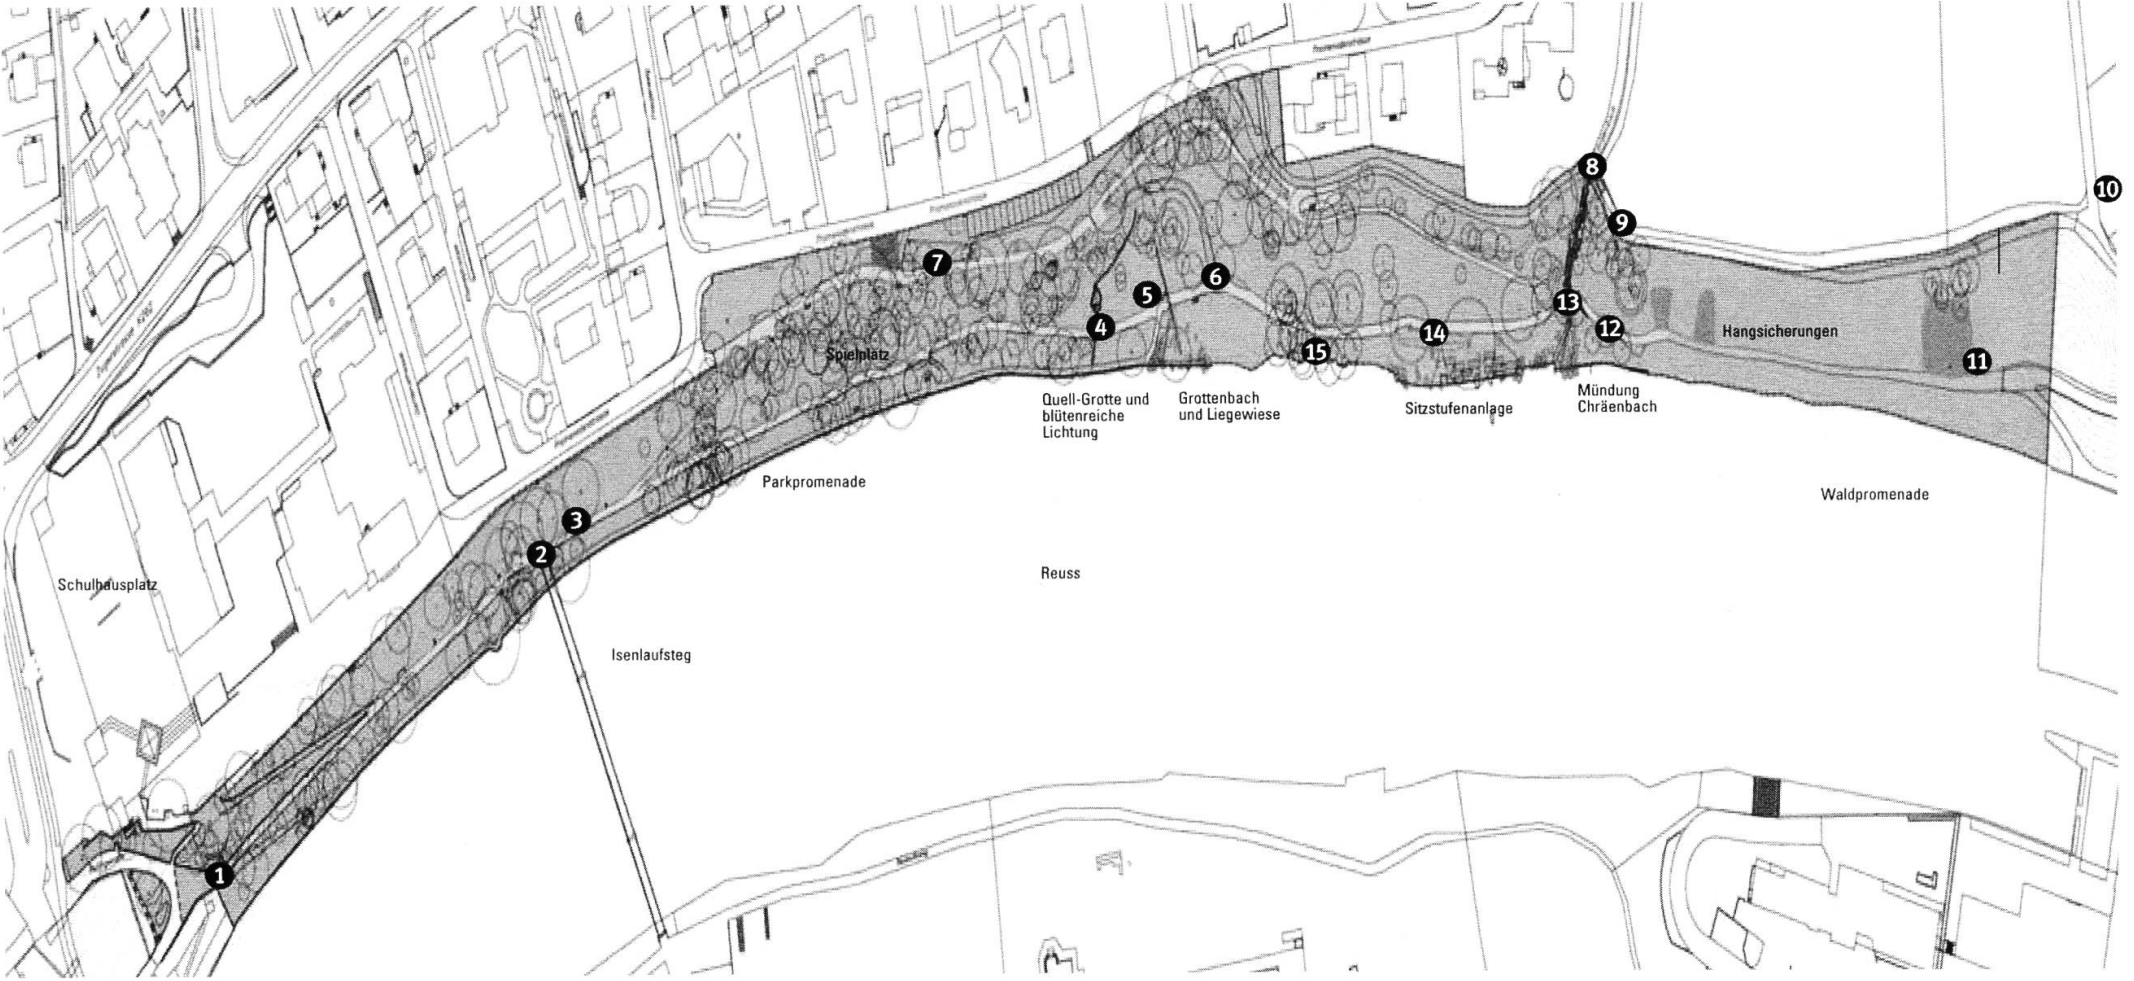 8
10
9
7
6
5
13
4
12
14
Hangsicherungen
15
Spielplatz
11
Quell-Grotte und
blütenreiche
Lichtung
Grottenbach
und Liegewiese
Sitzstufenanlage
Mündung
Chräenbach
Parkpromenade
Waldpromenade
3
2
Reuss
Schulhausplatz
Isenlaufsteg
1